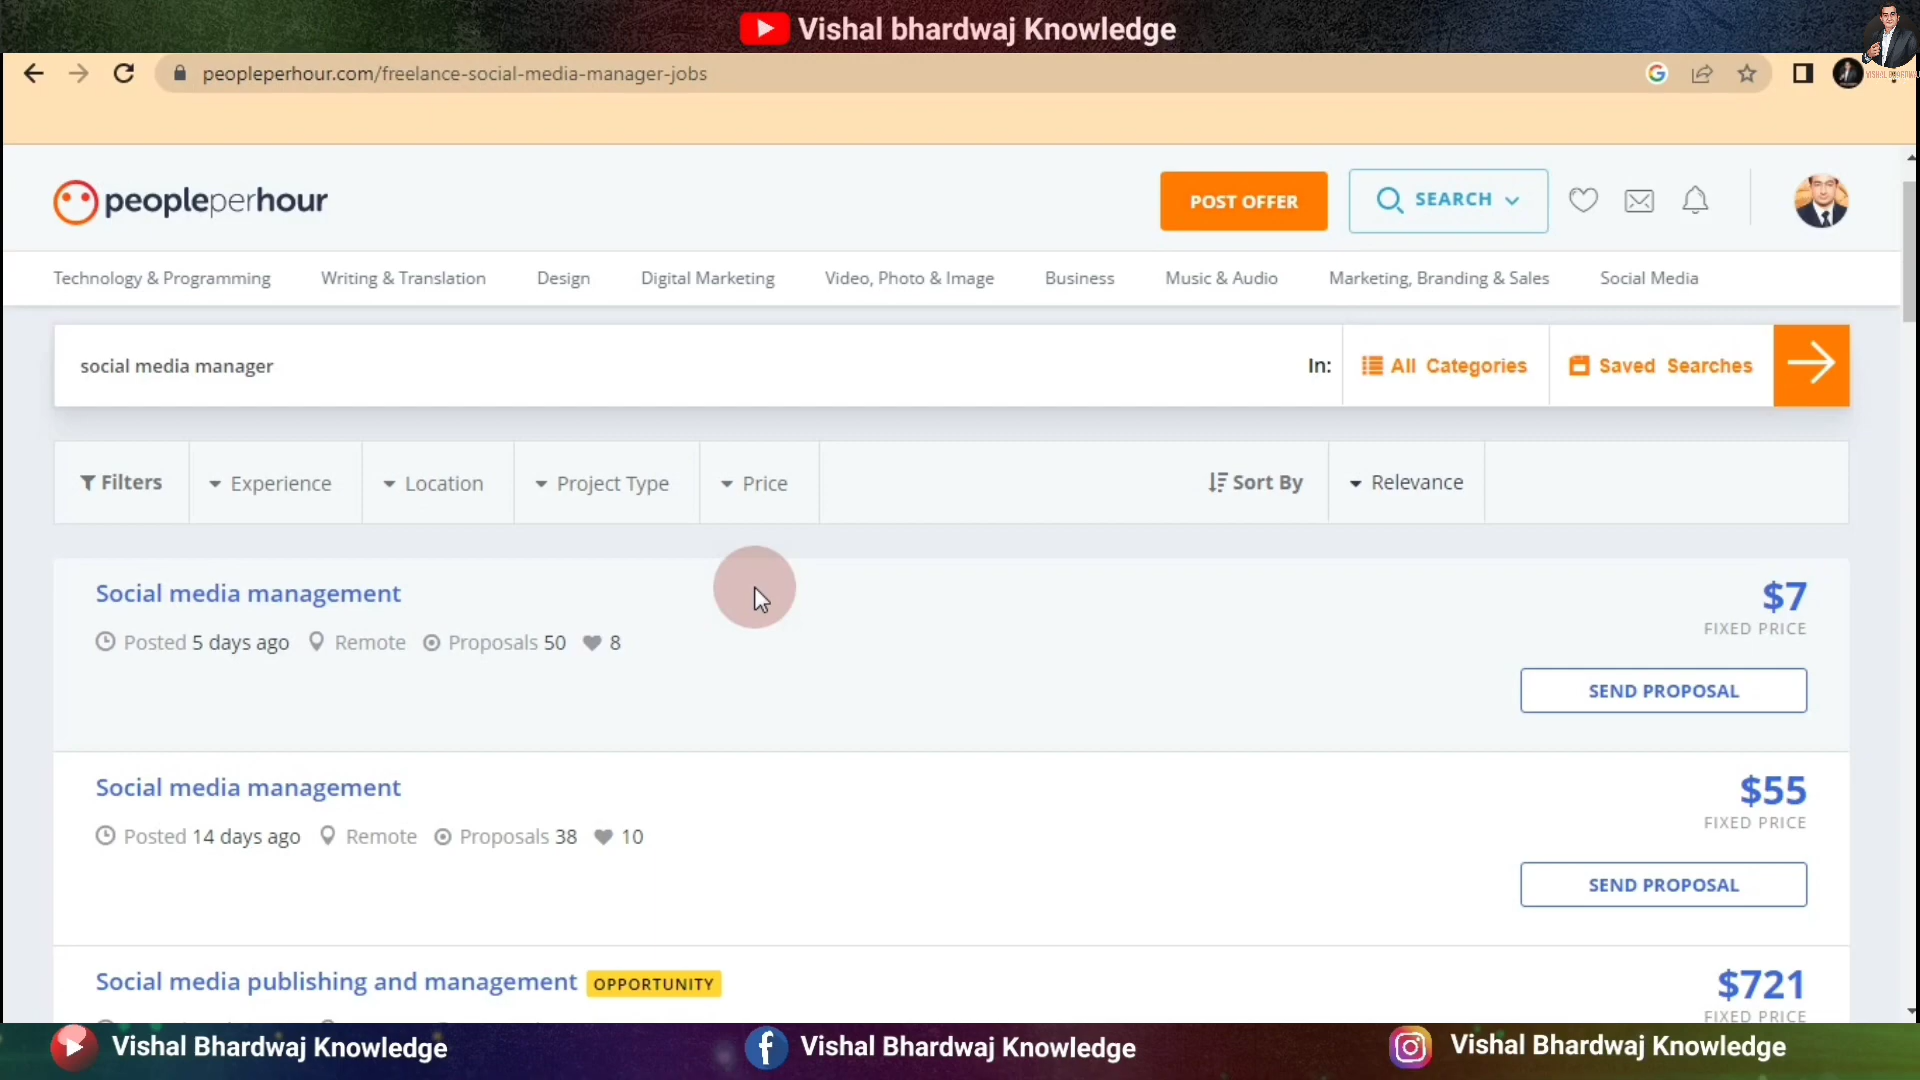 Vishal bhardwaj Knowledge
peopleperhour.com/freelance-social-media-manager-jobs
peopleperhour
POST OFFER
SEARCH
Technology & Programming
Writing & Translation
Design
Digital Marketing
Video, Photo & Image
Business
Music & Audio
Marketing, Branding & Sales
Social Media
social media manager
In:
All Categories
Saved Searches
Filters
Experience
Location
Project Type
Price
Sort By
Relevance
Social media management
$7
FIXED PRICE
Posted 5 days ago Remote Proposals 50 8
SEND PROPOSAL
Social media management
$55
FIXED PRICE
Posted 14 days ago Remote Proposals 38 10
SEND PROPOSAL
Social media publishing and management OPPORTUNITY
$721
FIXED PRICE
Vishal Bhardwaj Knowledge
Vishal Bhardwaj Knowledge
Vishal Bhardwaj Knowledge